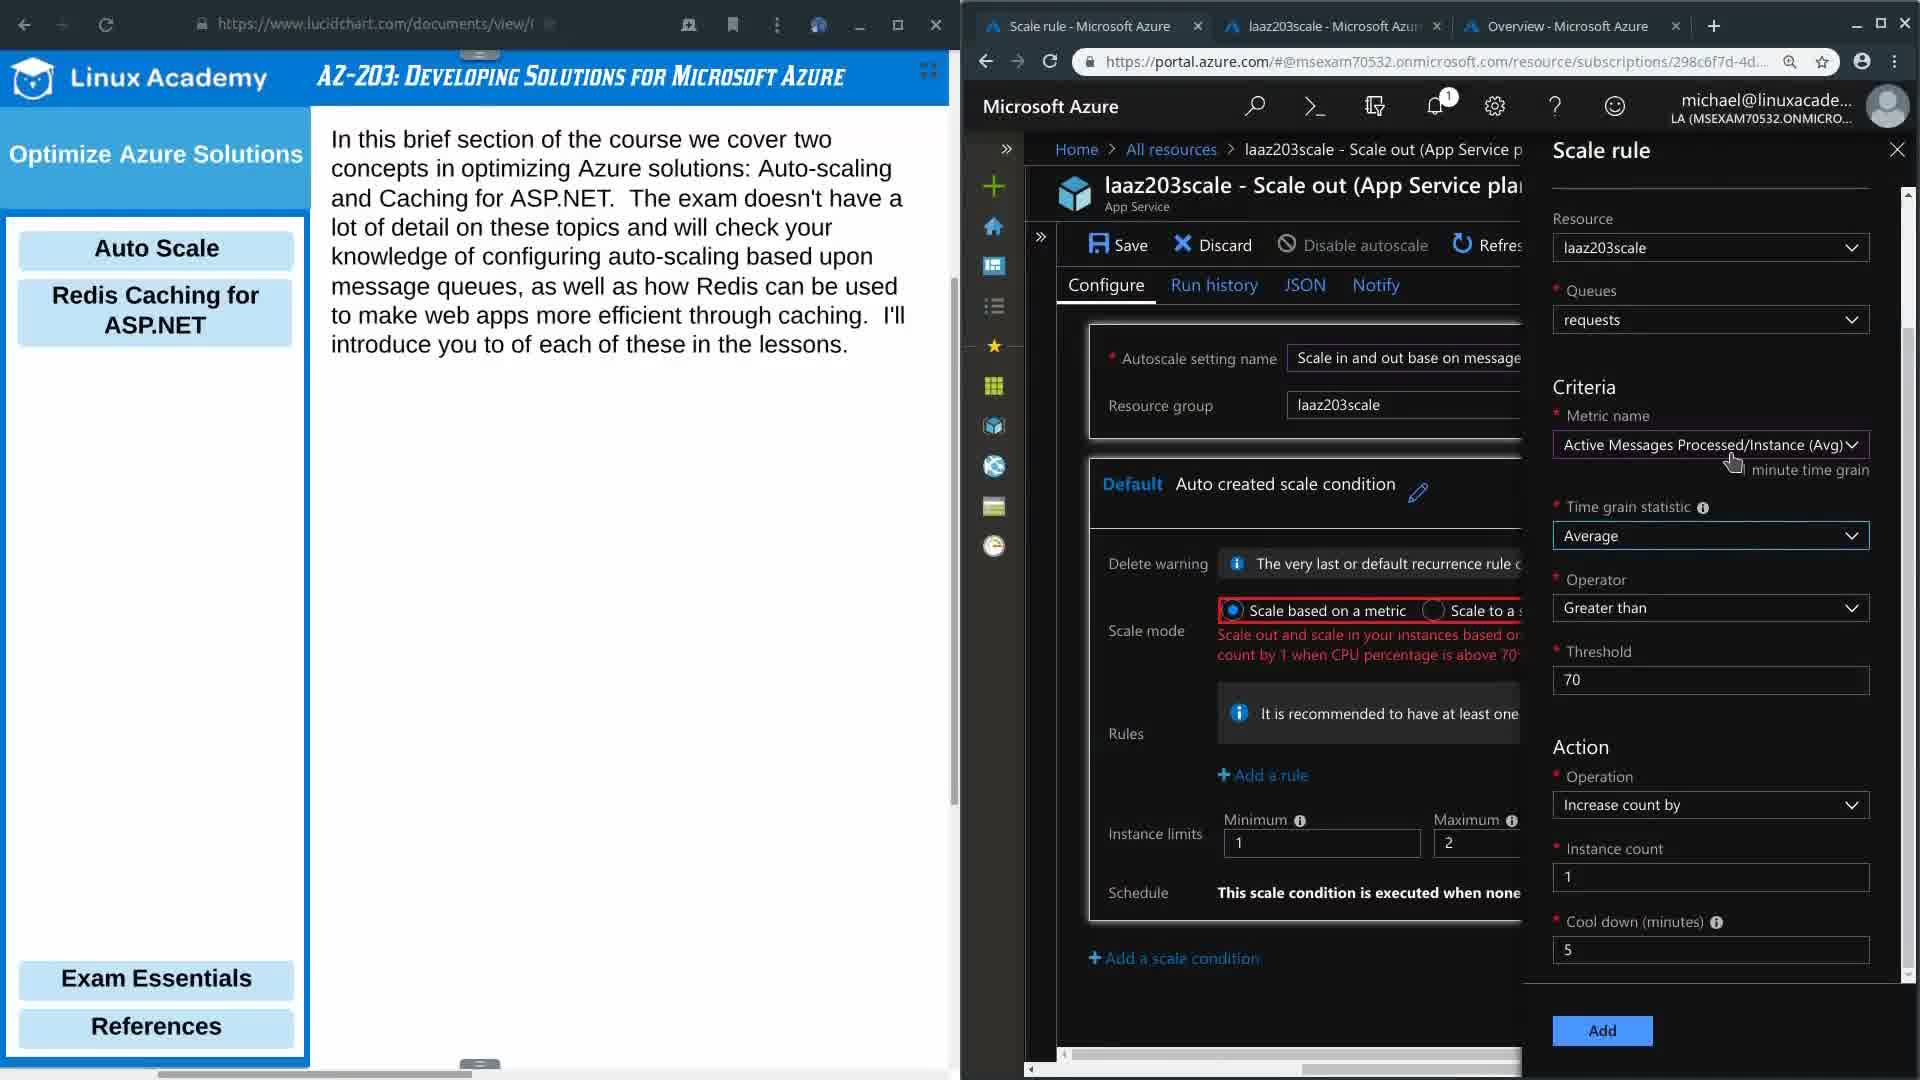 https://www.lucidchart.com/documents/view/
Linux Academy
AZ-203: Developing Solutions for Microsoft Azure
Optimize Azure Solutions
Auto Scale
Redis Caching for
ASP.NET
Exam Essentials
References
In this brief section of the course we cover two
concepts in optimizing Azure solutions: Auto-scaling
and Caching for ASP.NET. The exam doesn't have a
lot of detail on these topics and will check your
knowledge of configuring auto-scaling based upon
message queues, as well as how Redis can be used
to make web apps more efficient through caching. I'll
introduce you to of each of these in the lessons.
Scale rule - Microsoft Azure
laaz203scale - Microsoft Azu
Overview - Microsoft Azure
https://portal.azure.com/#@msexam70532.onmicrosoft.com/resource/subscriptions/298c6f7d-4d...
Microsoft Azure
1
michael@linuxacade...
LA (MSEXAM70532.ONMICRO...
Home > All resources > laaz203scale - Scale out (App Service p
laaz203scale - Scale out (App Service plan
App Service
Save
Discard
Disable autoscale
Refres
Configure
Run history
JSON
Notify
* Autoscale setting name
Scale in and out base on message
Resource group
laaz203scale
Default Auto created scale condition
Delete warning
The very last or default recurrence rule c
Scale mode
Scale based on a metric
Scale to a s
Scale out and scale in your instances based on
count by 1 when CPU percentage is above 70
Rules
It is recommended to have at least one
+ Add a rule
Instance limits
Minimum
1
Maximum
2
Schedule
This scale condition is executed when none
+ Add a scale condition
Scale rule
Resource
laaz203scale
* Queues
requests
Criteria
* Metric name
Active Messages Processed/Instance (Avg)
minute time grain
* Time grain statistic
Average
* Operator
Greater than
* Threshold
70
Action
* Operation
Increase count by
* Instance count
1
* Cool down (minutes)
5
Add